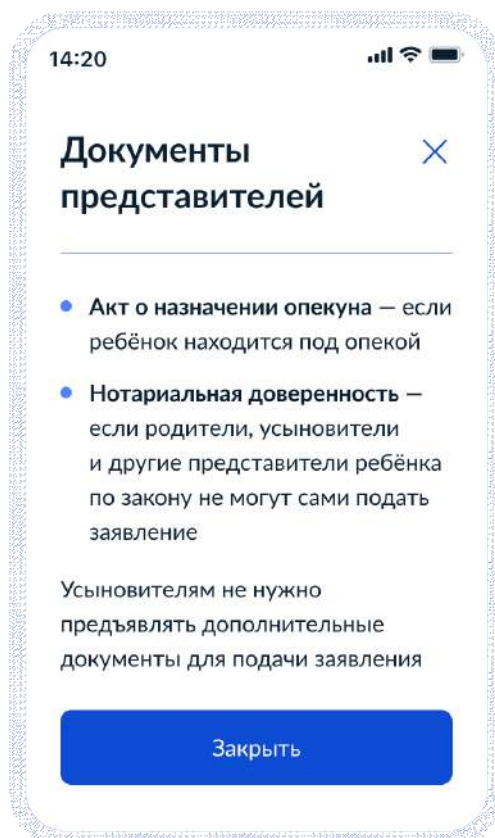 14:20
Документы
представителей
Акт о назначении опекуна — если
ребёнок находится под опекой
Нотариальная доверенность —
если родители, усыновители
и другие представители ребёнка
по закону не могут сами подать
заявление
Усыновителям не нужно
предъявлять дополнительные
документы для подачи заявления
Закрыть